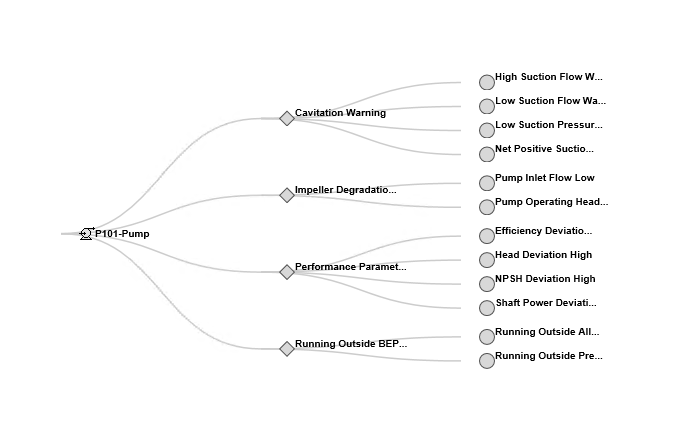 High Suction Flow W...
Low Suction Flow Wa...
Cavitation Warning
Low Suction Pressur...
Net Positive Suctio...
Pump Inlet Flow Low
Impeller Degradatio...
Pump Operating Head...
P101-Pump
Efficiency Deviatio...
Head Deviation High
Performance Paramet...
NPSH Deviation High
Shaft Power Deviati...
Running Outside All...
Running Outside BEP...
Running Outside Pre...